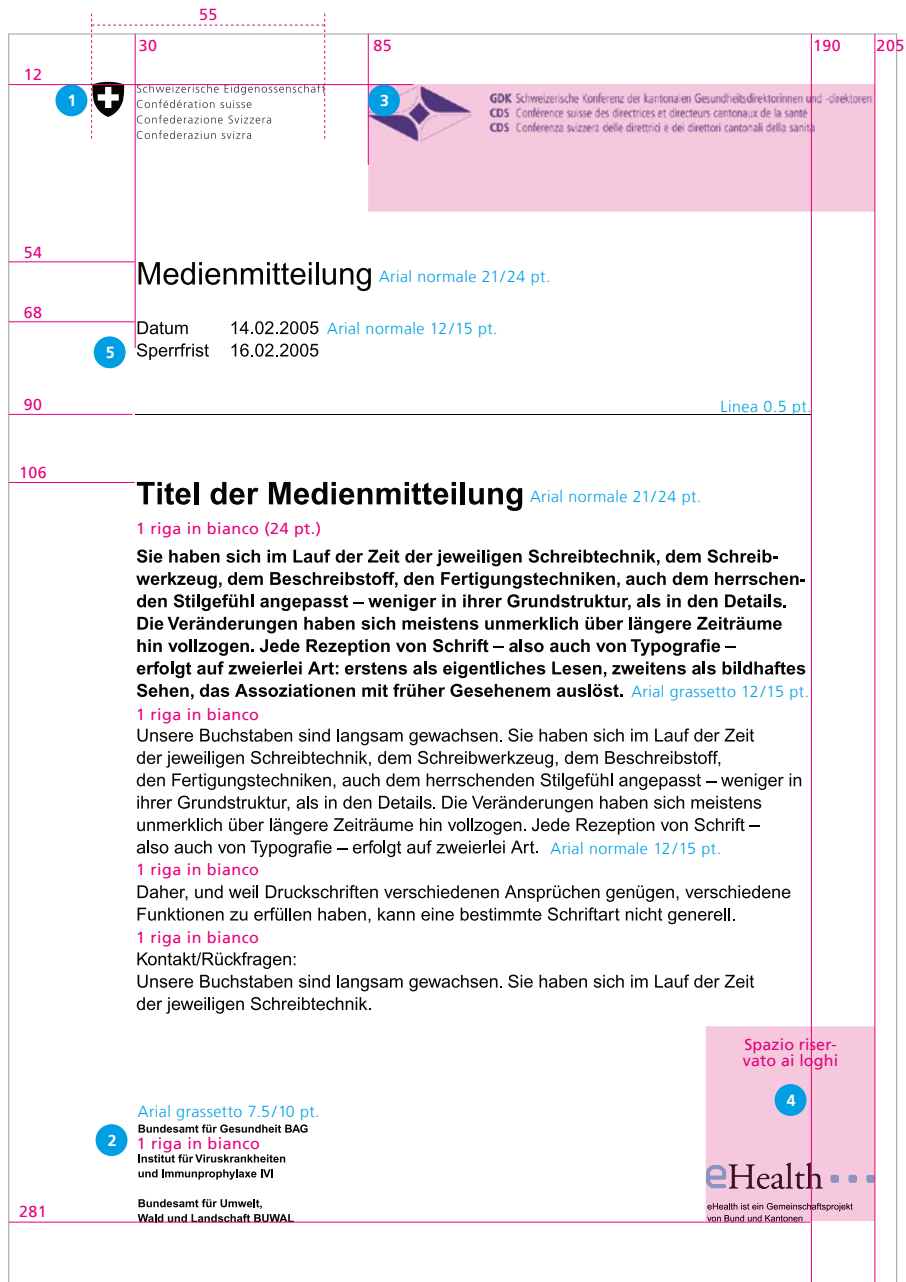 55
30
85
190
205
12
1
Schweizerische Eidgenossenschaft
Confédération suisse
Confederazione Svizzera
Confederaziun svizra
3
GDK Schweizerische Konferenz der kantonalen Gesundheitsdirektorinnen und -direktoren
CDS Conférence suisse des directrices et directeurs cantonaux de la santé
CDS Conferenza svizzera delle direttrici e dei direttori cantonali della sanità
54
Medienmitteilung Arial normale 21/24 pt.
68
Datum 14.02.2005 Arial normale 12/15 pt.
5
Sperrfrist 16.02.2005
90
Linea 0.5 pt.
106
Titel der Medienmitteilung Arial normale 21/24 pt.
1 riga in bianco (24 pt.)
Sie haben sich im Lauf der Zeit der jeweiligen Schreibtechnik, dem Schreib-
werkzeug, dem Beschreibstoff, den Fertigungstechniken, auch dem herrschen-
den Stilgefühl angepasst – weniger in ihrer Grundstruktur, als in den Details.
Die Veränderungen haben sich meistens unmerklich über längere Zeiträume
hin vollzogen. Jede Rezeption von Schrift – also auch von Typografie –
erfolgt auf zweierlei Art: erstens als eigentliches Lesen, zweitens als bildhaftes
Sehen, das Assoziationen mit früher Gesehenem auslöst. Arial grassetto 12/15 pt.
1 riga in bianco
Unsere Buchstaben sind langsam gewachsen. Sie haben sich im Lauf der Zeit
der jeweiligen Schreibtechnik, dem Schreibwerkzeug, dem Beschreibstoff,
den Fertigungstechniken, auch dem herrschenden Stilgefühl angepasst – weniger in
ihrer Grundstruktur, als in den Details. Die Veränderungen haben sich meistens
unmerklich über längere Zeiträume hin vollzogen. Jede Rezeption von Schrift –
also auch von Typografie – erfolgt auf zweierlei Art. Arial normale 12/15 pt.
1 riga in bianco
Daher, und weil Druckschriften verschiedenen Ansprüchen genügen, verschiedene
Funktionen zu erfüllen haben, kann eine bestimmte Schriftart nicht generell.
1 riga in bianco
Kontakt/Rückfragen:
Unsere Buchstaben sind langsam gewachsen. Sie haben sich im Lauf der Zeit
der jeweiligen Schreibtechnik.
Spazio riser-
vato ai loghi
4
Arial grassetto 7.5/10 pt.
Bundesamt für Gesundheit BAG
2
1 riga in bianco
Institut für Viruskrankheiten
und Immunprophylaxe IVI
Bundesamt für Umwelt,
Wald und Landschaft BUWAL
eHealth
eHealth ist ein Gemeinschaftsprojekt
von Bund und Kantonen
281